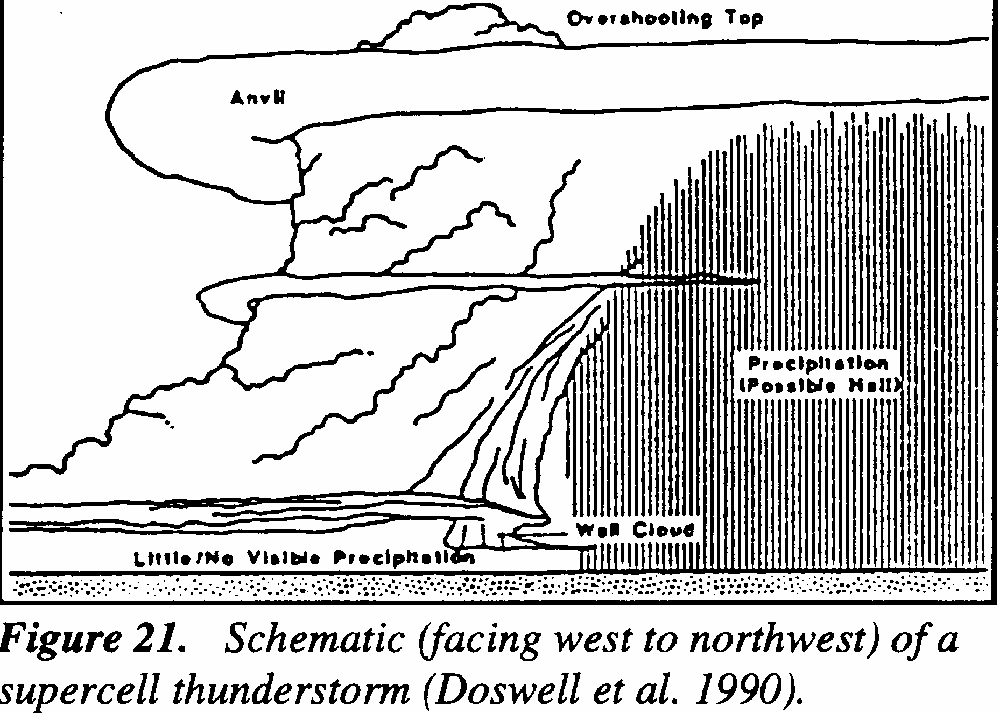 Overshooting Top
Anvil
Precipitation
(Possible Hail)
Wall Cloud
Little/No Visible Precipitation
Figure 21. Schematic (facing west to northwest) of a
supercell thunderstorm (Doswell et al. 1990).